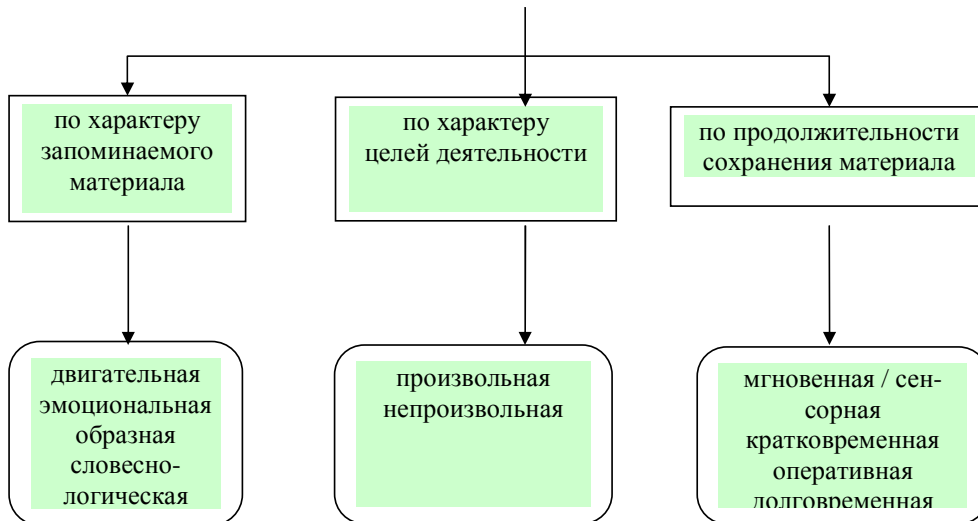 по характеру
запоминаемого
материала
по характеру
целей деятельности
по продолжительности
сохранения материала
двигательная
эмоциональная
образная
словесно-
логическая
произвольная
непроизвольная
мгновенная / сен-
сорная
кратковременная
оперативная
долговременная